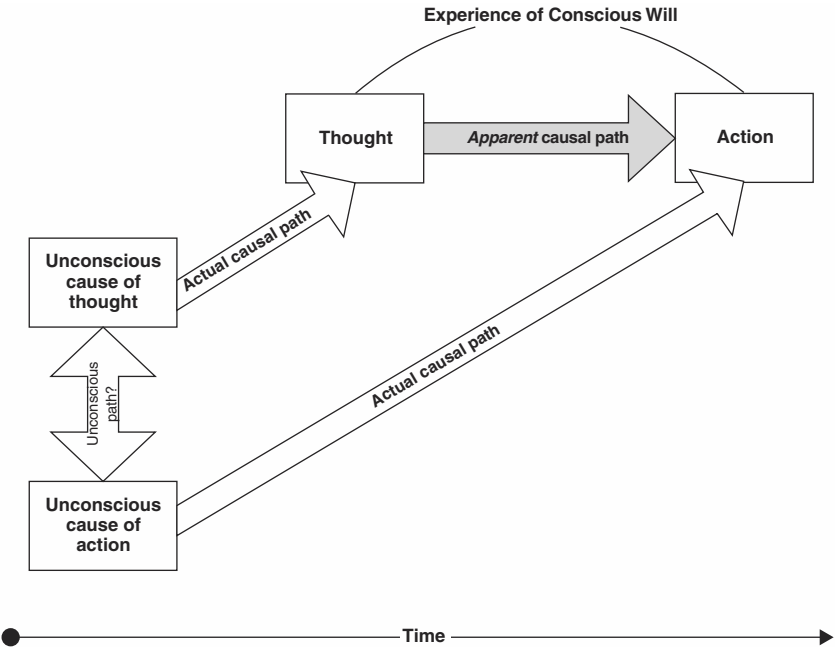 Experience of Conscious Will
Thought
Apparent causal path
Action
Actual causal path
Unconscious
cause of
thought
Unconscious
path?
Actual causal path
Unconscious
cause of
action
Time